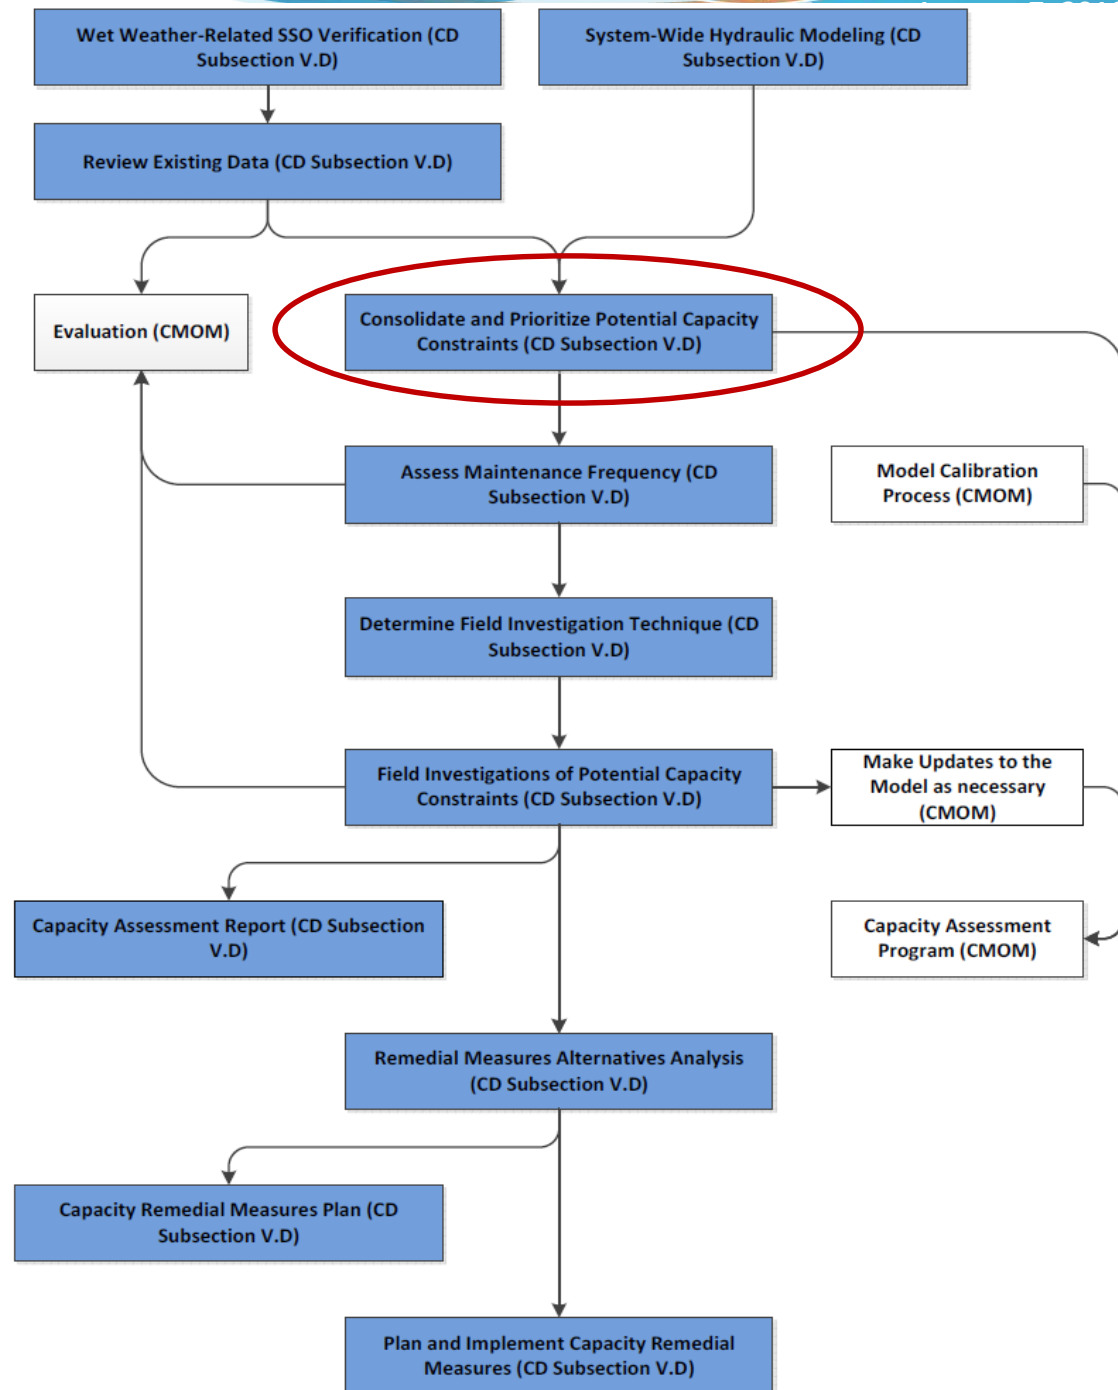 Wet Weather-Related SSO Verification (CD
Subsection V.D)
System-Wide Hydraulic Modeling (CD
Subsection V.D)
Review Existing Data (CD Subsection V.D)
Evaluation (CMOM)
Consolidate and Prioritize Potential Capacity
Constraints (CD Subsection V.D)
Assess Maintenance Frequency (CD
Subsection V.D)
Model Calibration
Process (CMOM)
Determine Field Investigation Technique (CD
Subsection V.D)
Field Investigations of Potential Capacity
Constraints (CD Subsection V.D)
Make Updates to the
Model as necessary
(CMOM)
Capacity Assessment Report (CD Subsection
V.D)
Capacity Assessment
Program (CMOM)
Remedial Measures Alternatives Analysis
(CD Subsection V.D)
Capacity Remedial Measures Plan (CD
Subsection V.D)
Plan and Implement Capacity Remedial
Measures (CD Subsection V.D)